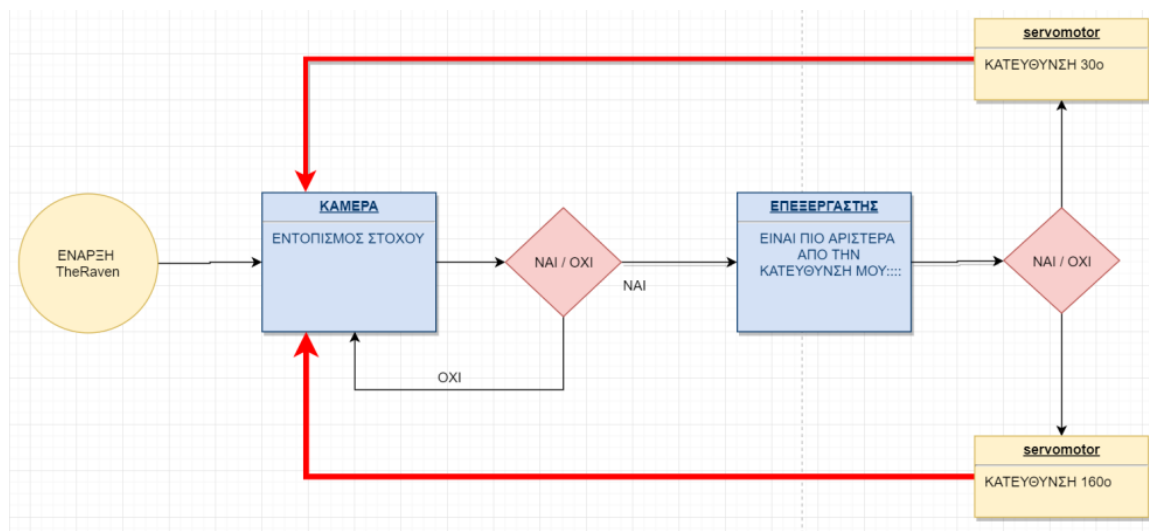 servomotor
ΚΑΤΕΥΘΥΝΣΗ 30ο
ΕΝΑΡΞΗ
TheRaven
ΚΑΜΕΡΑ
ΕΝΤΟΠΙΣΜΟΣ ΣΤΟΧΟΥ
ΝΑΙ / ΟΧΙ
ΝΑΙ
ΟΧΙ
ΕΠΕΞΕΡΓΑΣΤΗΣ
ΕΙΝΑΙ ΠΙΟ ΑΡΙΣΤΕΡΑ
ΑΠΟ ΤΗΝ
ΚΑΤΕΥΘΥΝΣΗ ΜΟΥ::::
ΝΑΙ / ΟΧΙ
servomotor
ΚΑΤΕΥΘΥΝΣΗ 160ο